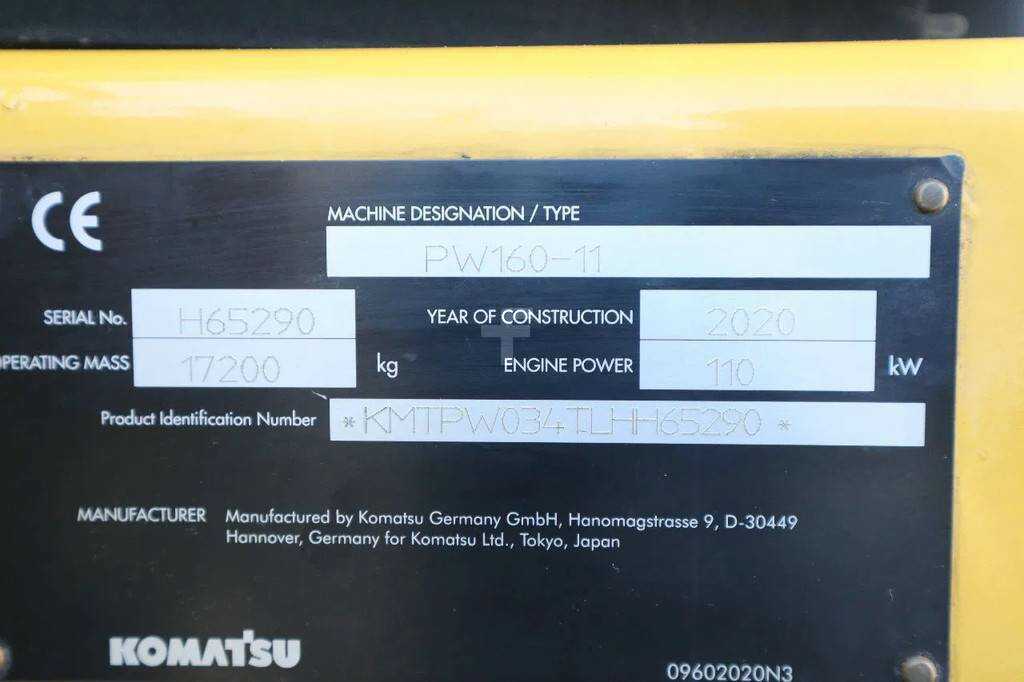 CE
MACHINE DESIGNATION / TYPE
PW160-11
SERIAL No. H65290 YEAR OF CONSTRUCTION 2020
OPERATING MASS 17200 kg ENGINE POWER 110 kW
Product Identification Number *KMTPW034TLHH65290*
MANUFACTURER Manufactured by Komatsu Germany GmbH, Hanomagstrasse 9, D-30449
Hannover, Germany for Komatsu Ltd., Tokyo, Japan
KOMATSU
09602020N3